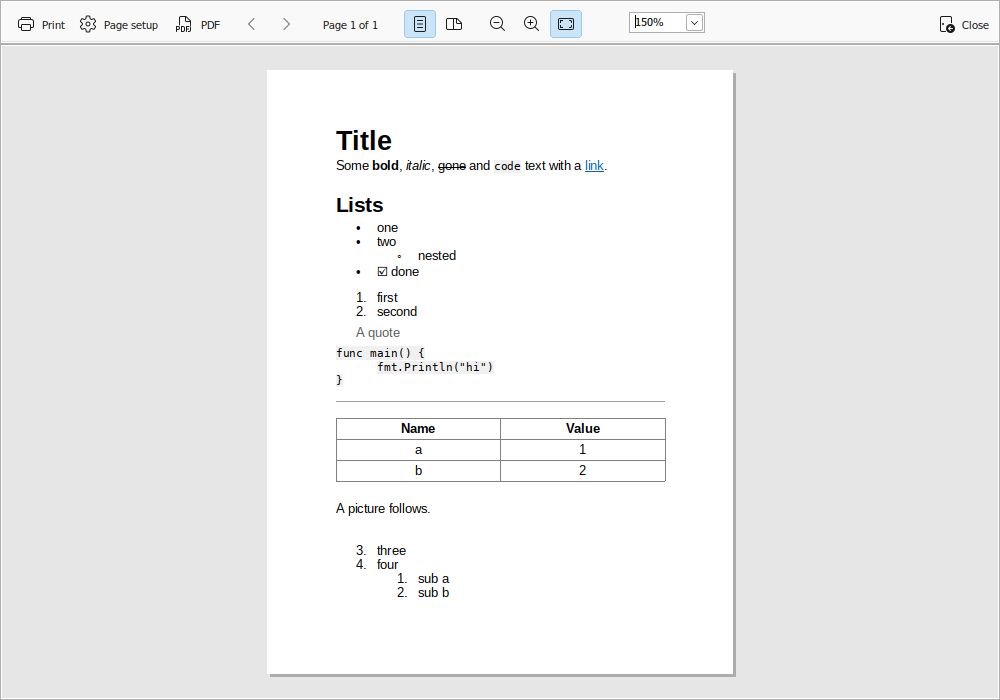 Print Page setup PDF Page 1 of 1 150% Close
Title
Some bold, italic, gone and code text with a link.
Lists
• one
• two
◦ nested
• ☑ done
1. first
2. second
A quote
func main() {
fmt.Println("hi")
}
Name Value
a 1
b 2
A picture follows.
3. three
4. four
1. sub a
2. sub b